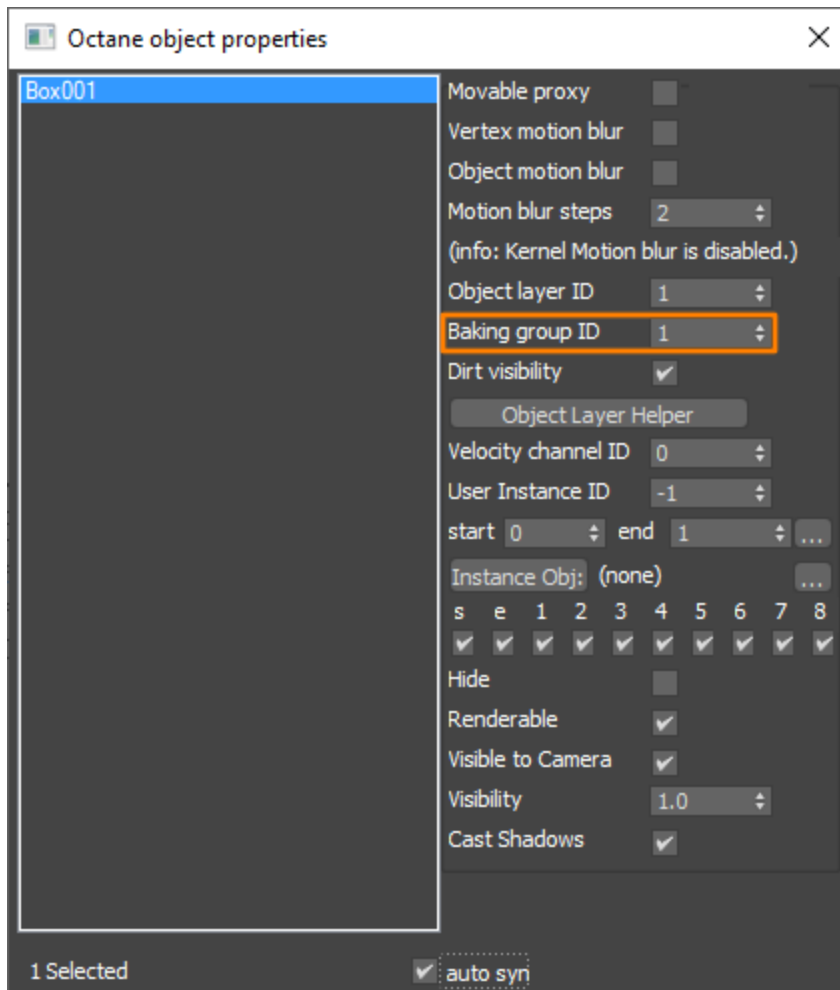 Octane object properties
Box001
Movable proxy
Vertex motion blur
Object motion blur
Motion blur steps 2
(info: Kernel Motion blur is disabled.)
Object layer ID 1
Baking group ID 1
Dirt visibility
Object Layer Helper
Velocity channel ID 0
User Instance ID -1
start 0 end 1 ...
Instance Obj: (none) ...
s e 1 2 3 4 5 6 7 8
Hide
Renderable
Visible to Camera
Visibility 1.0
Cast Shadows
1 Selected auto syn